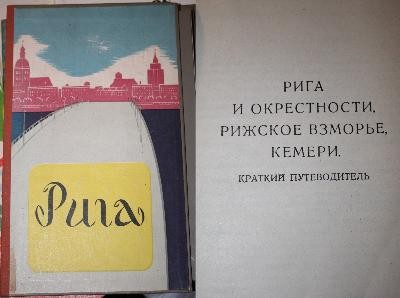 Рига
РИГА
И ОКРЕСТНОСТИ,
РИЖСКОЕ ВЗМОРЬЕ,
КЕМЕРИ.
КРАТКИЙ ПУТЕВОДИТЕЛЬ